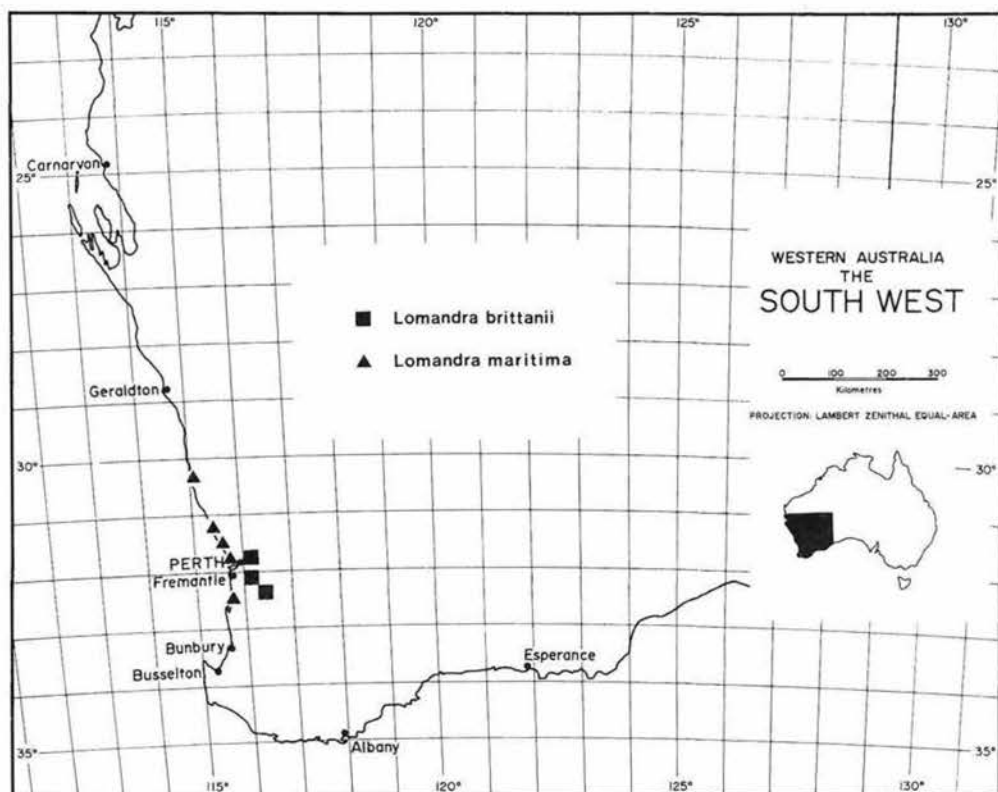 115°
120°
125°
130°
Carnarvon
25°
25°
WESTERN AUSTRALIA
THE
SOUTH WEST
Lomandra brittanii
Lomandra maritima
0 100 200 300
Kilometres
Geraldton
PROJECTION: LAMBERT ZENITHAL EQUAL-AREA
30°
30°
PERTH
Fremantle
Bunbury
Busselton
Esperance
Albany
35°
35°
115°
120°
125°
130°